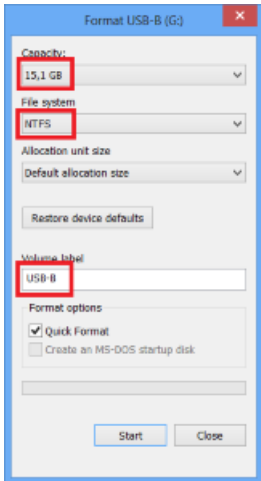 Format USB-B (G:)
Capacity:
15,1 GB
File system
NTFS
Allocation unit size
Default allocation size
Restore device defaults
Volume label
USB-B
Format options
Quick Format
Create an MS-DOS startup disk
Start Close